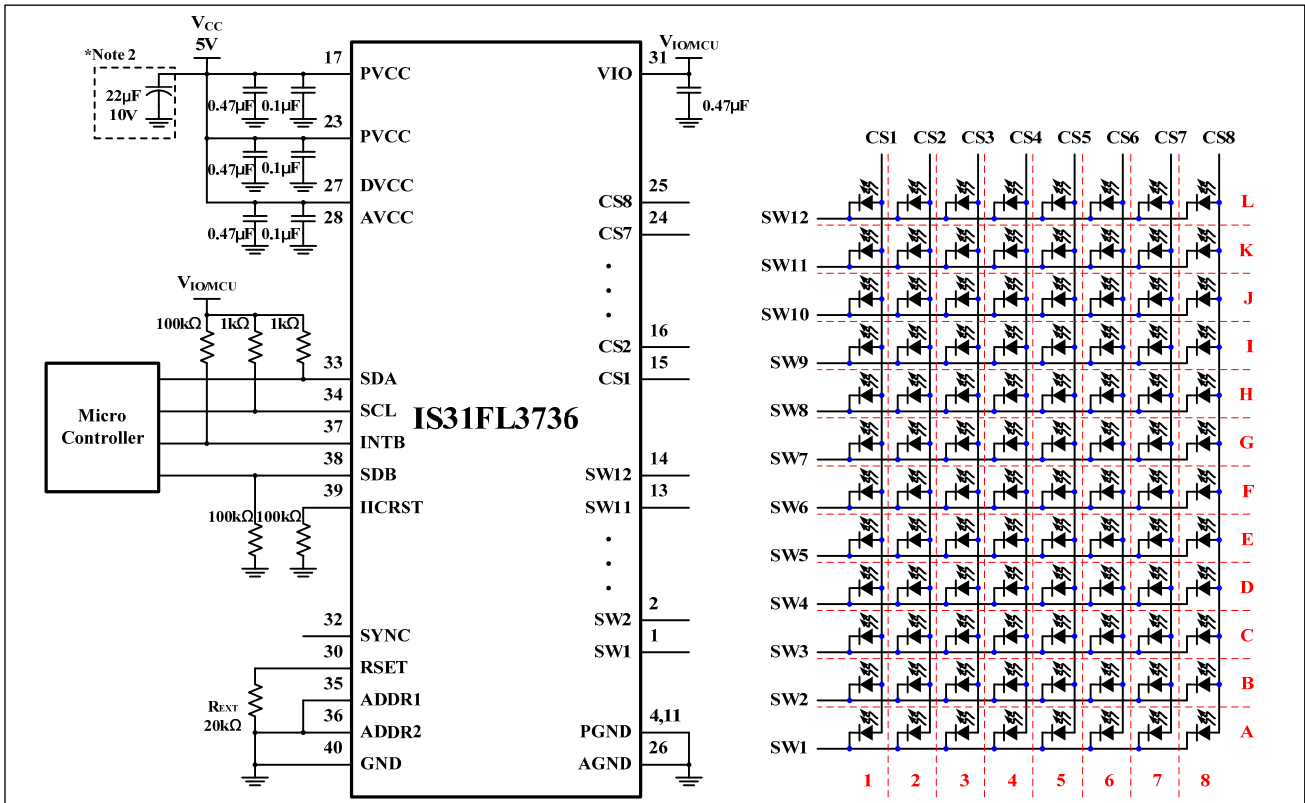 VCC
5V
*Note 2
22µF
10V
17
PVCC
0.47µF
0.1µF
23
PVCC
0.47µF
0.1µF
27
DVCC
28
AVCC
0.47µF
0.1µF
VIO/MCU
100kΩ
1kΩ
1kΩ
Micro
Controller
33
SDA
34
SCL
37
INTB
38
SDB
39
IICRST
100kΩ
100kΩ
32
SYNC
30
RSET
35
ADDR1
REXT
20kΩ
36
ADDR2
40
GND
IS31FL3736
VIO/MCU
31
VIO
0.47µF
25
CS8
24
CS7
16
CS2
15
CS1
14
SW12
13
SW11
2
SW2
1
SW1
4,11
PGND
26
AGND
CS1 CS2 CS3 CS4 CS5 CS6 CS7 CS8
SW12 L
SW11 K
SW10 J
SW9 I
SW8 H
SW7 G
SW6 F
SW5 E
SW4 D
SW3 C
SW2 B
SW1 A
1 2 3 4 5 6 7 8